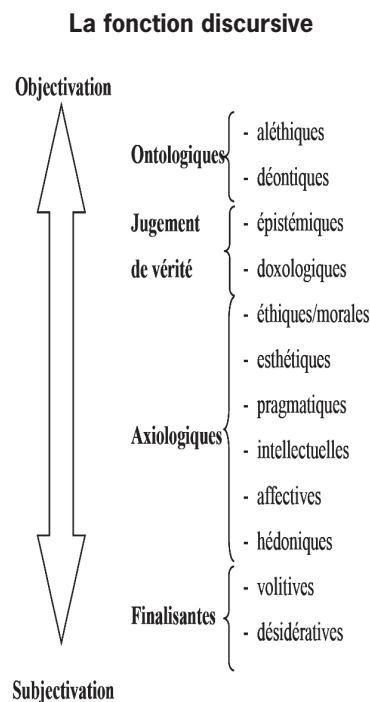 La fonction discursive
Objectivation
Ontologiques
- aléthiques
- déontiques
Jugement
de vérité
- épistémiques
- doxologiques
Axiologiques
- éthiques/morales
- esthétiques
- pragmatiques
- intellectuelles
- affectives
- hédoniques
Finalisantes
- volitives
- désidératives
Subjectivation